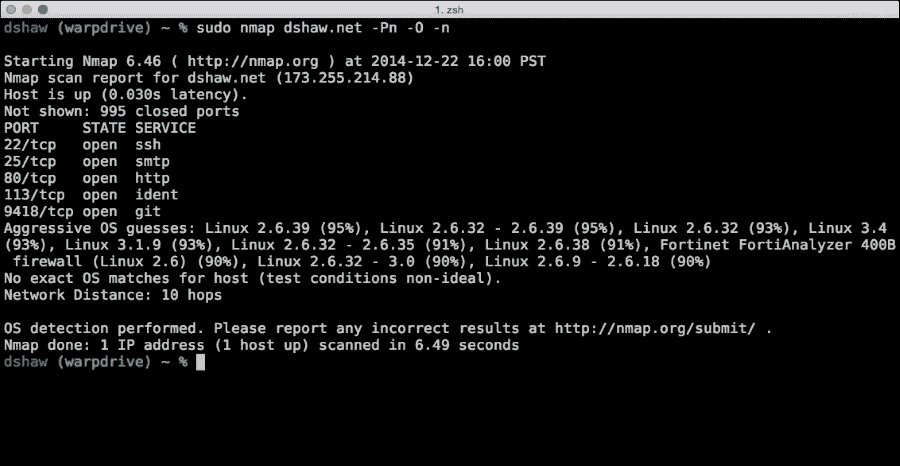 1. zsh
dshaw (warpdrive) ~ % sudo nmap dshaw.net -Pn -O -n
Starting Nmap 6.46 ( http://nmap.org ) at 2014-12-22 16:00 PST
Nmap scan report for dshaw.net (173.255.214.88)
Host is up (0.030s latency).
Not shown: 995 closed ports
PORT     STATE SERVICE
22/tcp   open  ssh
25/tcp   open  smtp
80/tcp   open  http
113/tcp  open  ident
9418/tcp open  git
Aggressive OS guesses: Linux 2.6.39 (95%), Linux 2.6.32 - 2.6.39 (95%), Linux 2.6.32 (93%), Linux 3.4
(93%), Linux 3.1.9 (93%), Linux 2.6.32 - 2.6.35 (91%), Linux 2.6.38 (91%), Fortinet FortiAnalyzer 400B
firewall (Linux 2.6) (90%), Linux 2.6.32 - 3.0 (90%), Linux 2.6.9 - 2.6.18 (90%)
No exact OS matches for host (test conditions non-ideal).
Network Distance: 10 hops
OS detection performed. Please report any incorrect results at http://nmap.org/submit/ .
Nmap done: 1 IP address (1 host up) scanned in 6.49 seconds
dshaw (warpdrive) ~ %